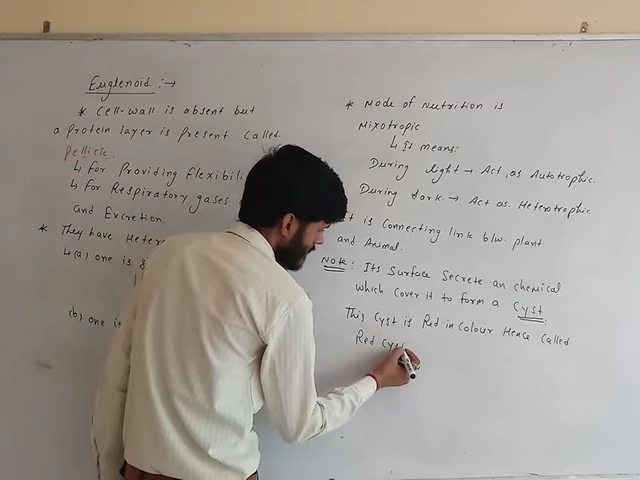 Euglenoid :→
* Cell-wall is absent but
a Protein layer is Present Called.
Pellicle.
↳ for Providing
↳ for Respiratory gases
and Excretion.
* They have
↳ (a) one is
(b) one is
* Mode of Nutrition is
Mixotropic
↳ It means:
During light → Act as Autotrophic.
During dark → Act as Heterotrophic
is Connecting link b/w. plant
and Animal.
Note: Its Surface Secrete an chemical
which cover it to form a Cyst.
This Cyst is Red in colour Hence Called
Red Cyst